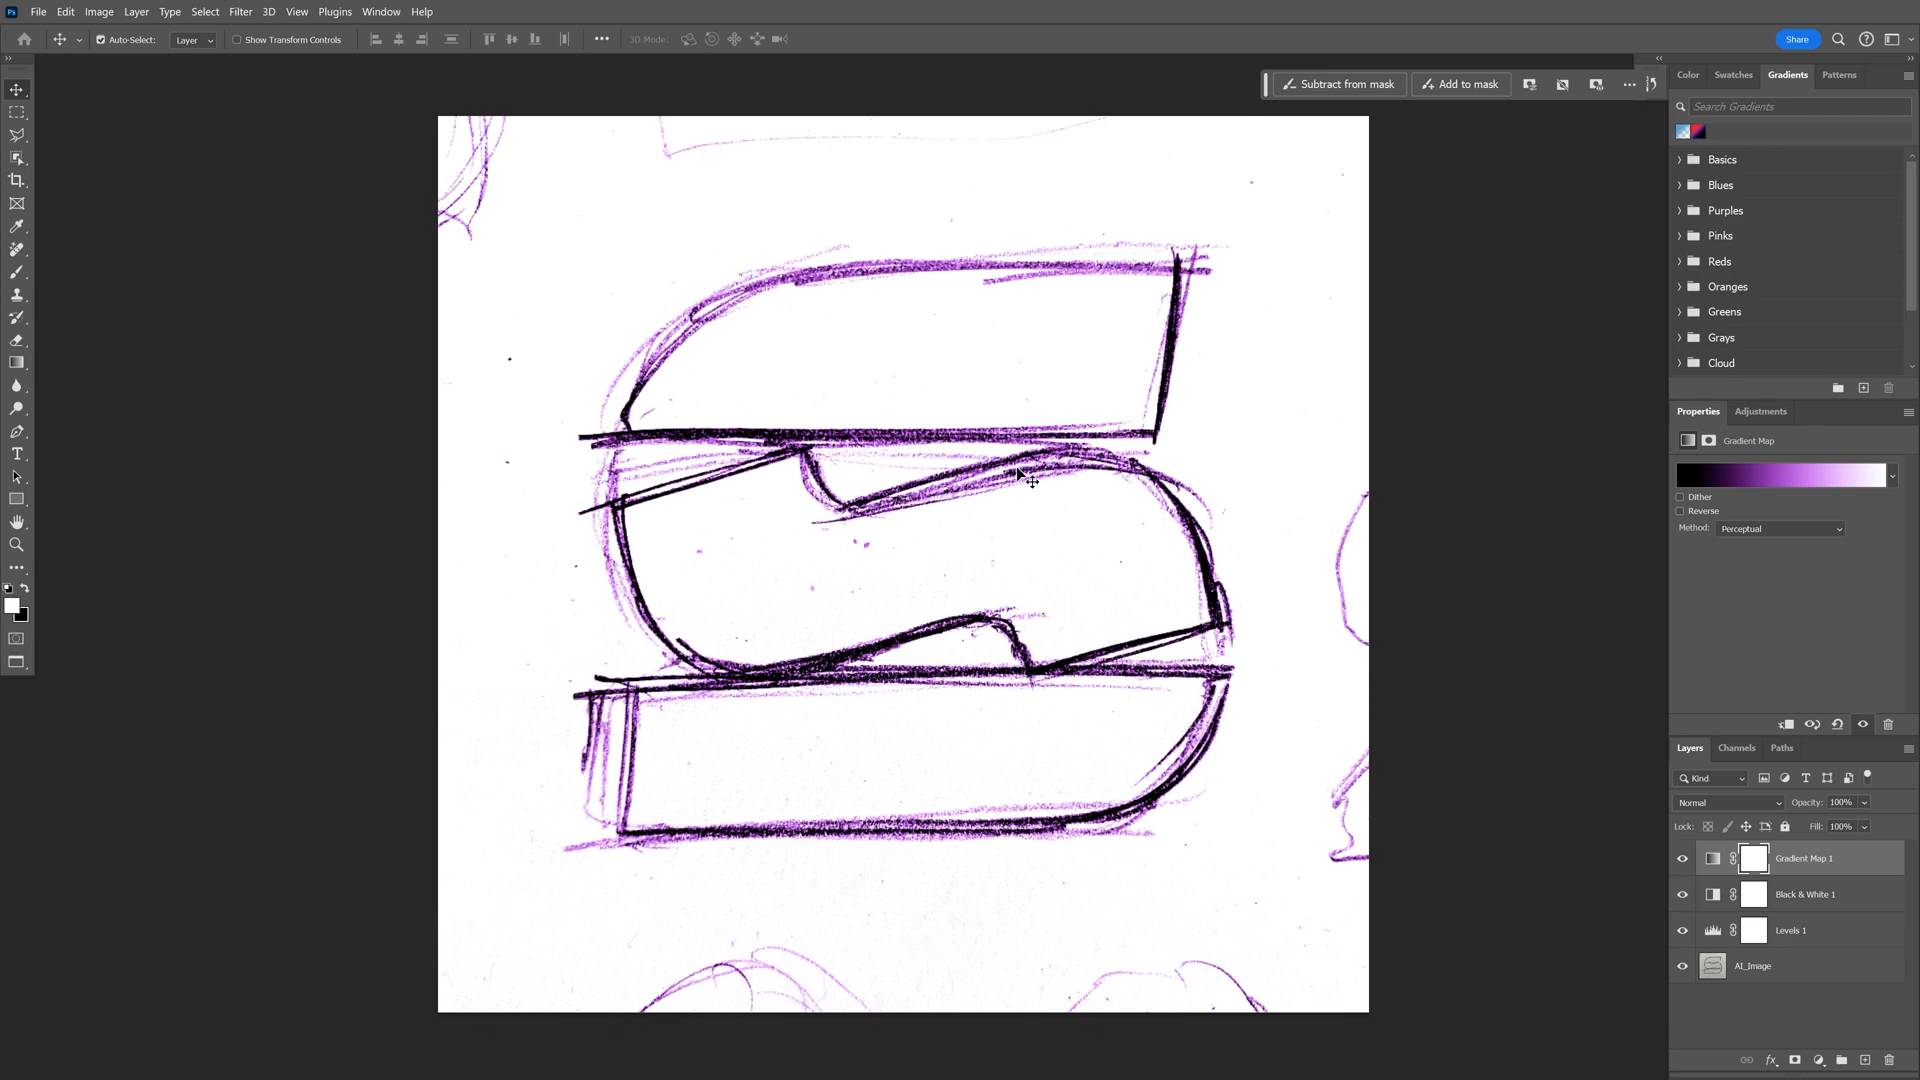 Ps File Edit Image Layer Type Select Filter 3D View Plugins Window Help
Auto-Select: Layer Show Transform Controls 3D Mode: Share
Subtract from mask Add to mask
Color Swatches Gradients Patterns
Search Gradients
Basics
Blues
Purples
Pinks
Reds
Oranges
Greens
Grays
Cloud
Properties Adjustments
Gradient Map
Dither
Reverse
Method: Perceptual
Layers Channels Paths
Kind
Normal Opacity: 100%
Lock: Fill: 100%
Gradient Map 1
Black & White 1
Levels 1
AI_Image
fx